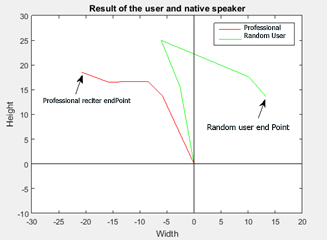 Result of the user and native speaker
Professional
Random User
30
25
20
15
10
5
0
-5
-10
Height
Professional reciter endPoint
Random user end Point
-30 -25 -20 -15 -10 -5 0 5 10 15 20
Width